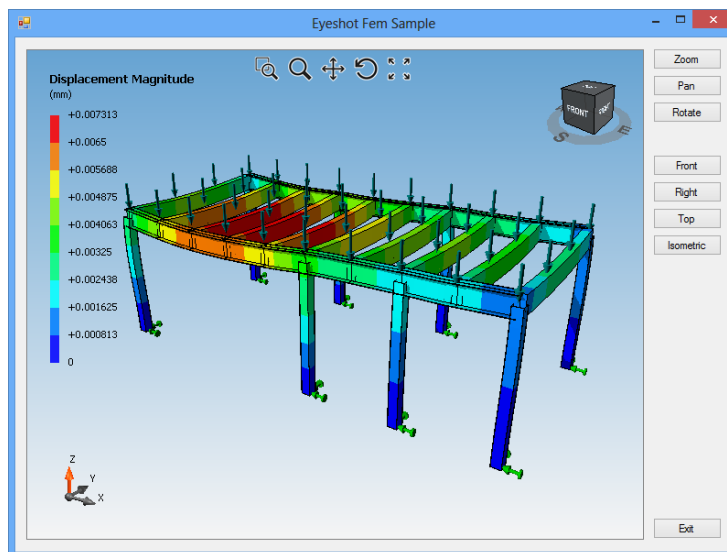 Eyeshot Fem Sample
Displacement Magnitude
(mm)
+0.007313
+0.0065
+0.005688
+0.004875
+0.004063
+0.00325
+0.002438
+0.001625
+0.000813
0
FRONT
S
E
Z
Y
X
Zoom
Pan
Rotate
Front
Right
Top
Isometric
Exit